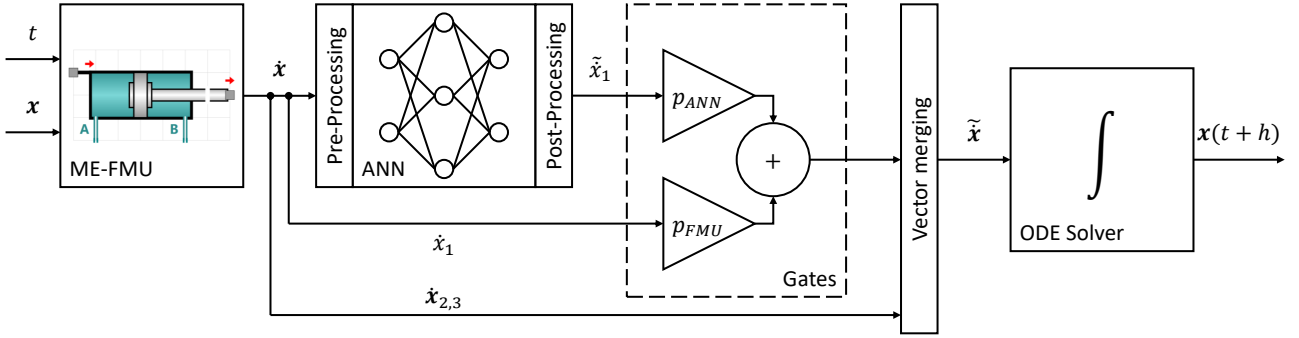 t
x
A
B
ME-FMU
ẋ
Pre-Processing
ANN
Post-Processing
x̃̇₁
p_ANN
p_FMU
+
Gates
ẋ₁
ẋ₂,₃
Vector merging
x̃̇
∫
ODE Solver
x(t + h)